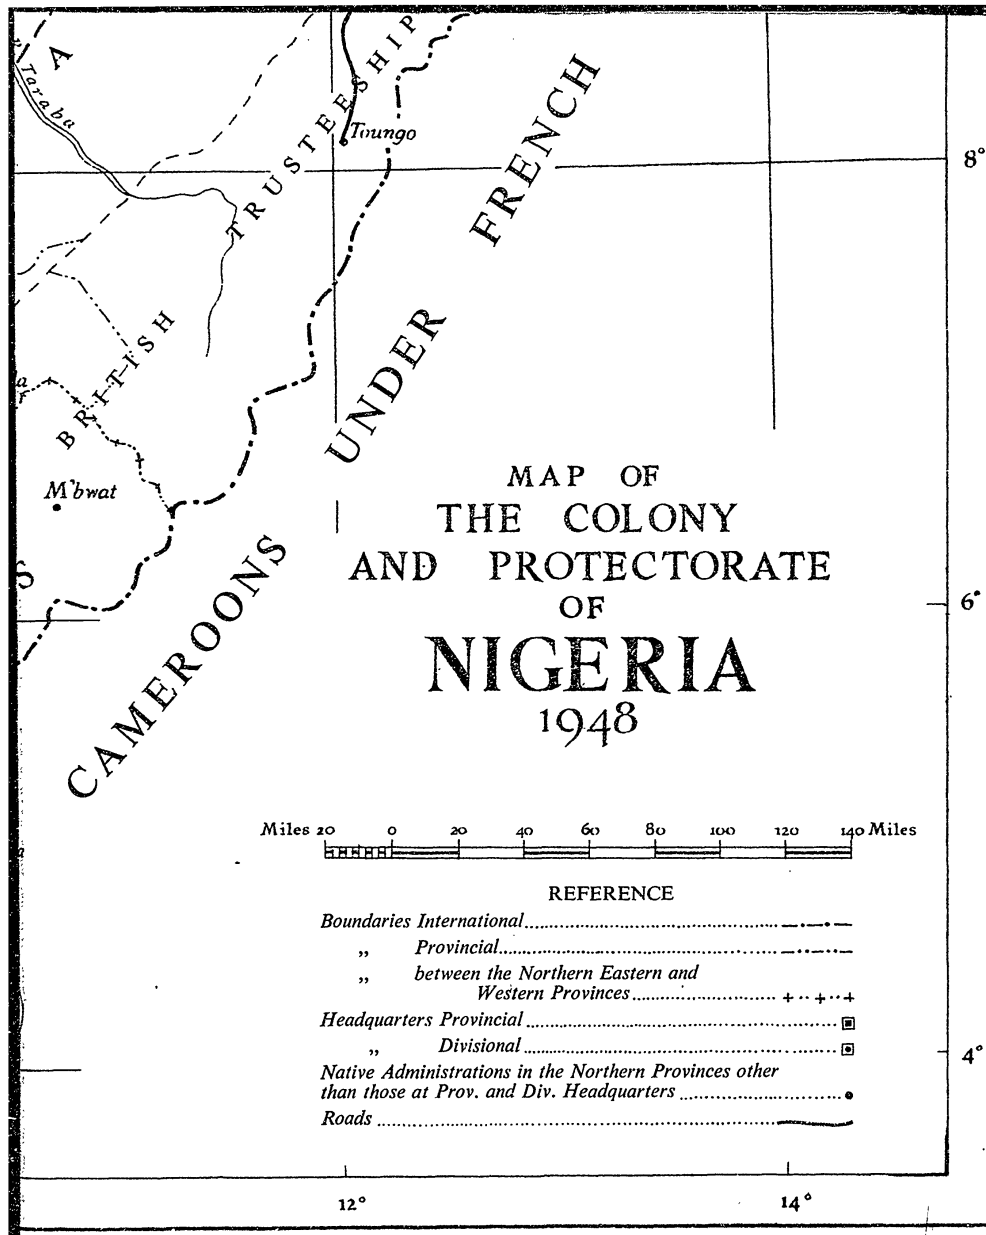 A
Taraba
TRUSTEESHIP
Toungo
FRENCH
8°
UNDER
BRITISH
a
M'bwat
S
CAMEROONS
MAP OF
THE COLONY
AND PROTECTORATE
OF
NIGERIA
1948
6°
Miles 20 0 20 40 60 80 100 120 140 Miles
REFERENCE
Boundaries International
„ Provincial
„ between the Northern Eastern and
Western Provinces
Headquarters Provincial
„ Divisional
4°
Native Administrations in the Northern Provinces other
than those at Prov. and Div. Headquarters
Roads
12° 14°